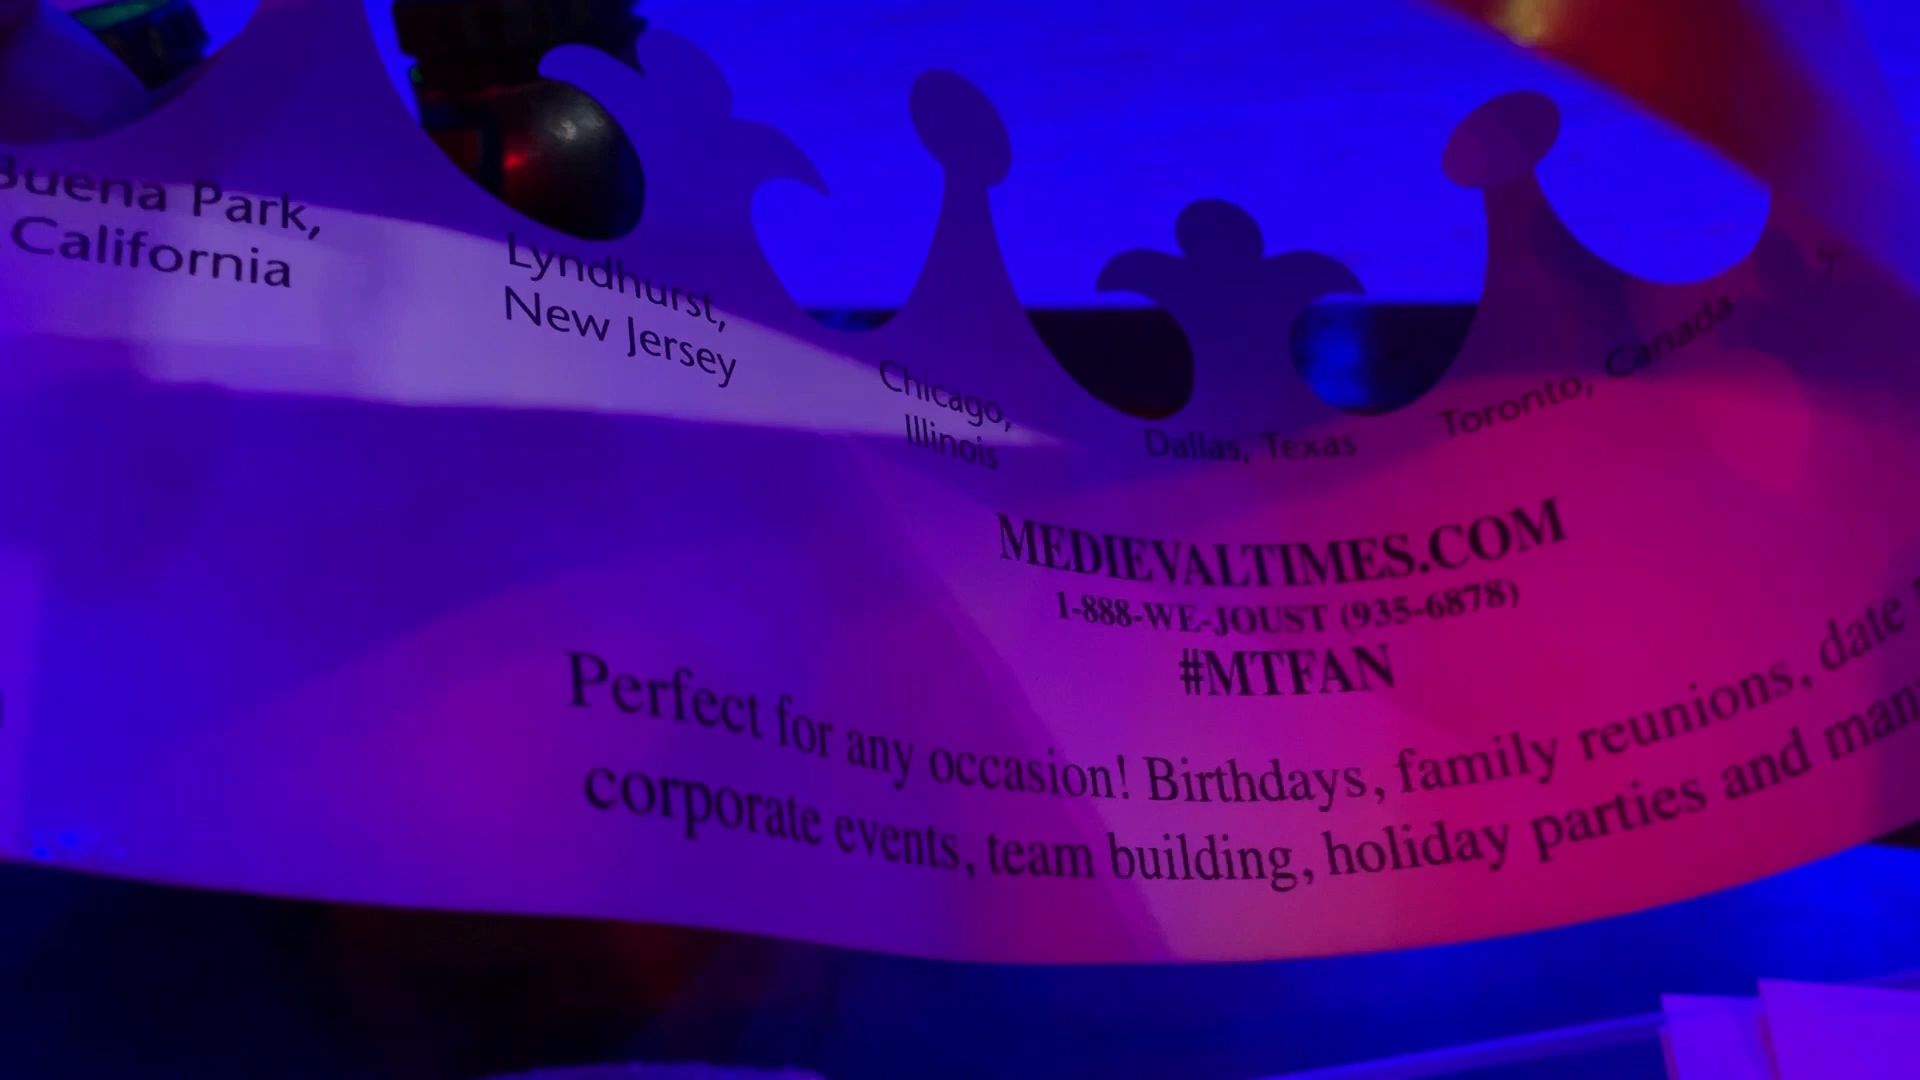 Buena Park,
California
Lyndhurst,
New Jersey
Chicago,
Illinois
Dallas, Texas
Toronto, Canada
MEDIEVALTIMES.COM
1-888-WE-JOUST (935-6878)
#MTFAN
Perfect for any occasion! Birthdays, family reunions, date
corporate events, team building, holiday parties and